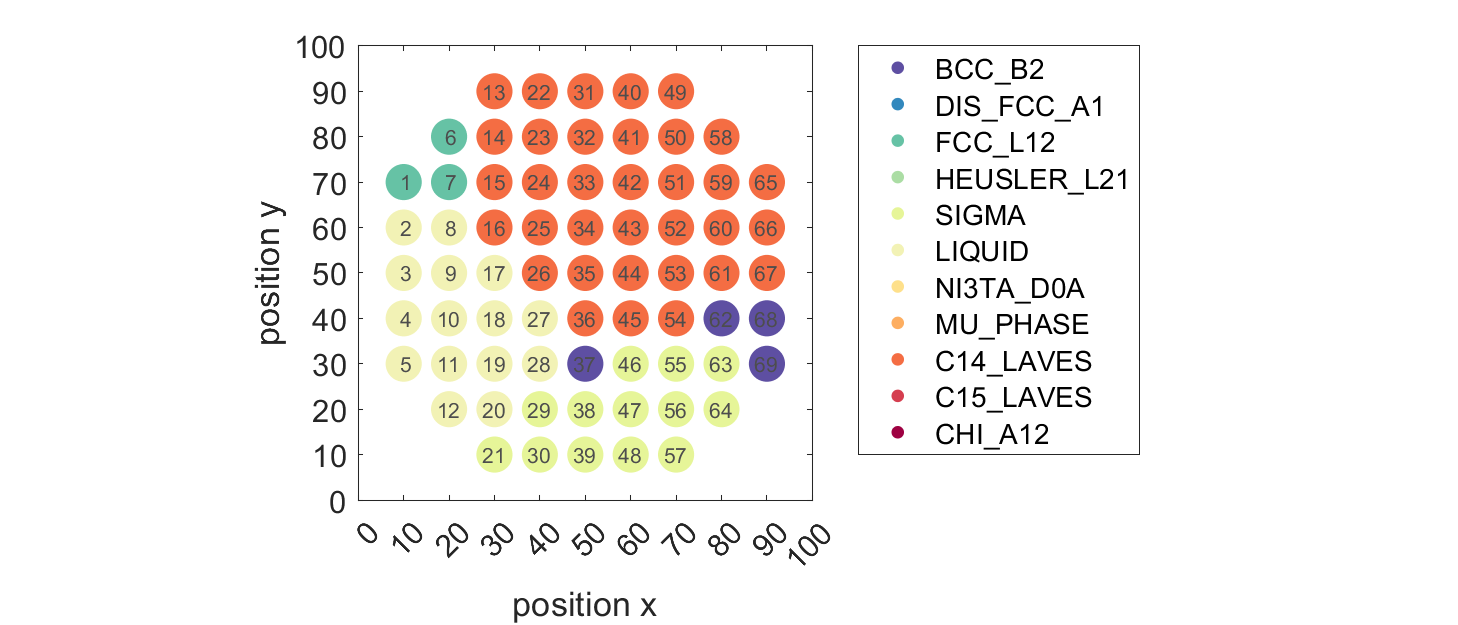 100
90
80
70
60
50
40
30
20
10
0
position y
13 22 31 40 49
6 14 23 32 41 50 58
1 7 15 24 33 42 51 59 65
2 8 16 25 34 43 52 60 66
3 9 17 26 35 44 53 61 67
4 10 18 27 36 45 54 62 68
5 11 19 28 37 46 55 63 69
12 20 29 38 47 56 64
21 30 39 48 57
0 10 20 30 40 50 60 70 80 90 100
position x
BCC_B2
DIS_FCC_A1
FCC_L12
HEUSLER_L21
SIGMA
LIQUID
NI3TA_D0A
MU_PHASE
C14_LAVES
C15_LAVES
CHI_A12